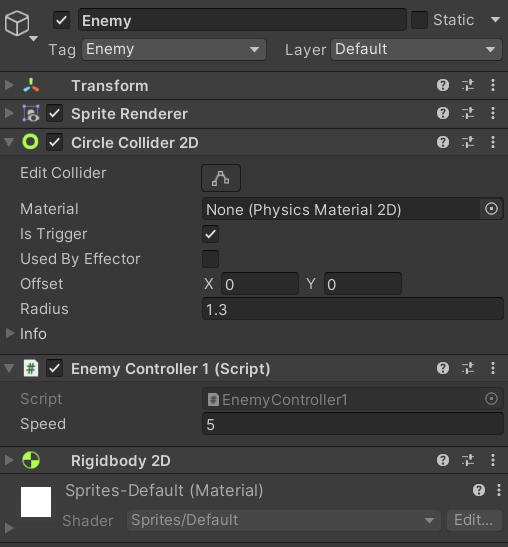 Enemy Static
Tag Enemy Layer Default
Transform
Sprite Renderer
Circle Collider 2D
Edit Collider
Material None (Physics Material 2D)
Is Trigger
Used By Effector
Offset X 0 Y 0
Radius 1.3
Info
Enemy Controller 1 (Script)
Script EnemyController1
Speed 5
Rigidbody 2D
Sprites-Default (Material)
Shader Sprites/Default Edit...